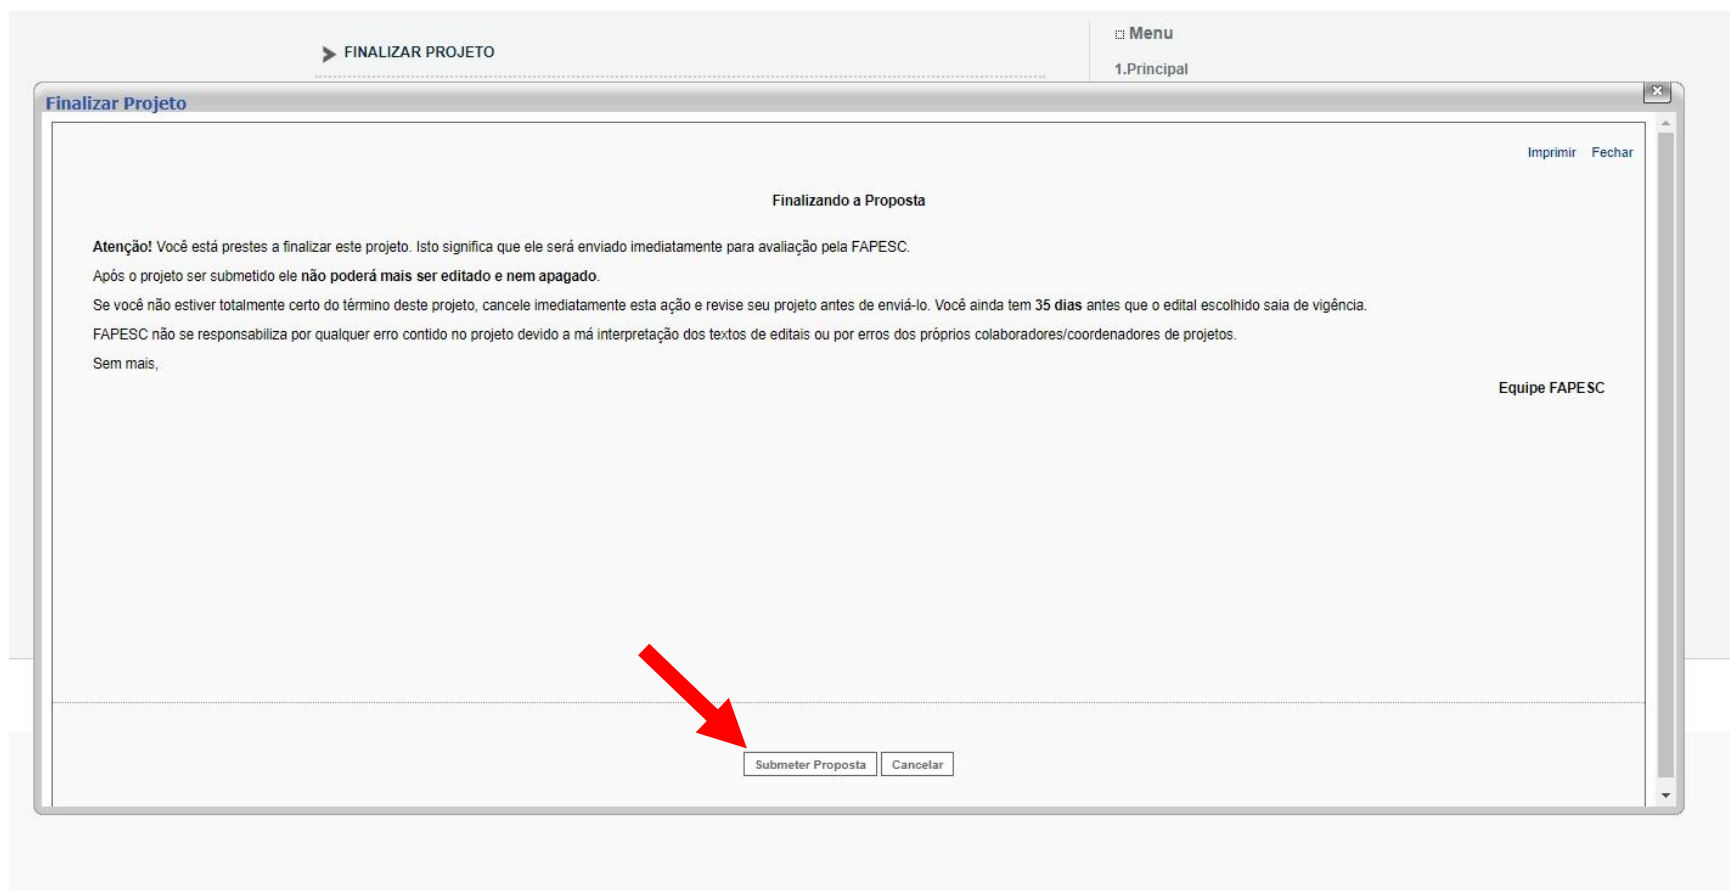 FINALIZAR PROJETO
Menu
1.Principal
Finalizar Projeto
Imprimir Fechar
Finalizando a Proposta
Atenção! Você está prestes a finalizar este projeto. Isto significa que ele será enviado imediatamente para avaliação pela FAPESC.
Após o projeto ser submetido ele não poderá mais ser editado e nem apagado.
Se você não estiver totalmente certo do término deste projeto, cancele imediatamente esta ação e revise seu projeto antes de enviá-lo. Você ainda tem 35 dias antes que o edital escolhido saia de vigência.
FAPESC não se responsabiliza por qualquer erro contido no projeto devido a má interpretação dos textos de editais ou por erros dos próprios colaboradores/coordenadores de projetos.
Sem mais,
Equipe FAPESC
Submeter Proposta Cancelar